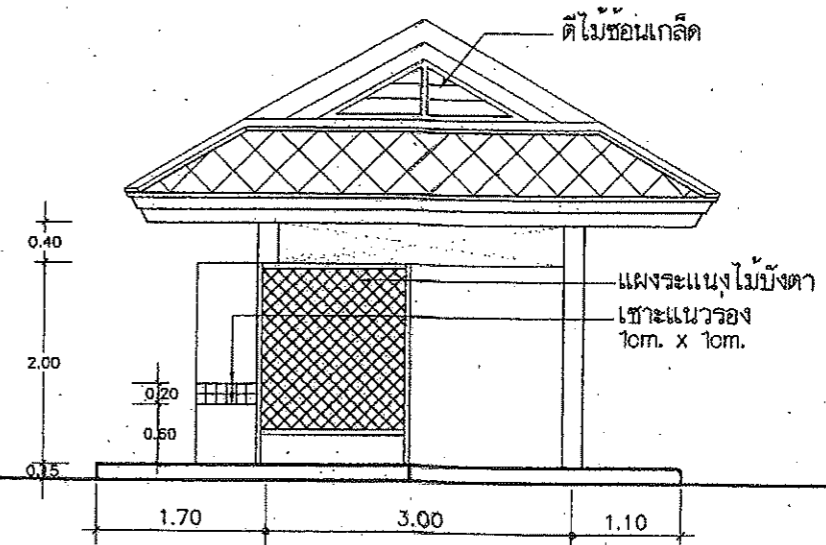 ตีไม้ซ้อนเกล็ด
0.40
แผงระแนงไม้บังตา
เซาะแนวรอง
1cm. x 1cm.
2.00
0.20
0.60
0.15
1.70
3.00
1.10